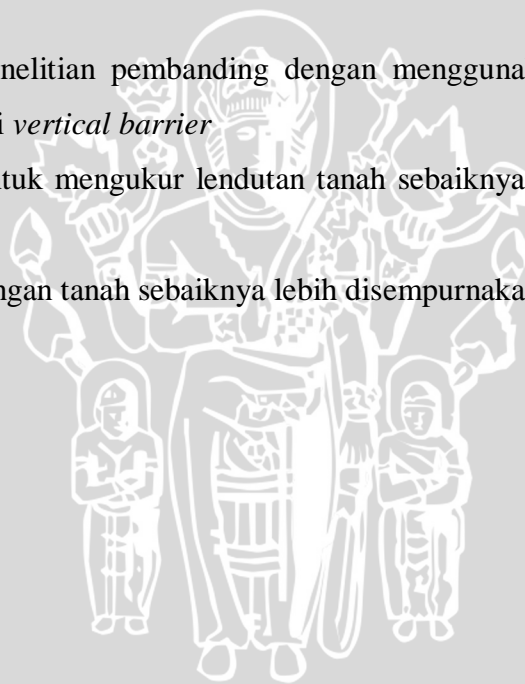 nelitian pembanding dengan mengguna
i vertical barrier
tuk mengukur lendutan tanah sebaiknya
ngan tanah sebaiknya lebih disempurnaka